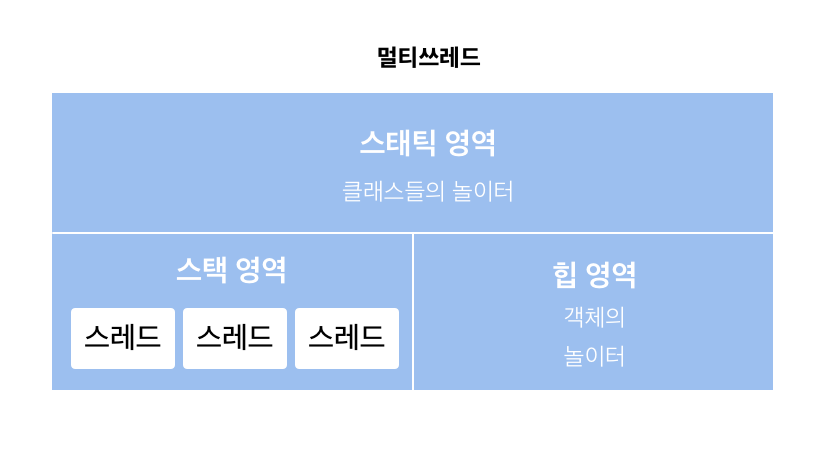 멀티쓰레드
스태틱 영역
클래스들의 놀이터
스택 영역
스레드 스레드 스레드
힙 영역
객체의
놀이터